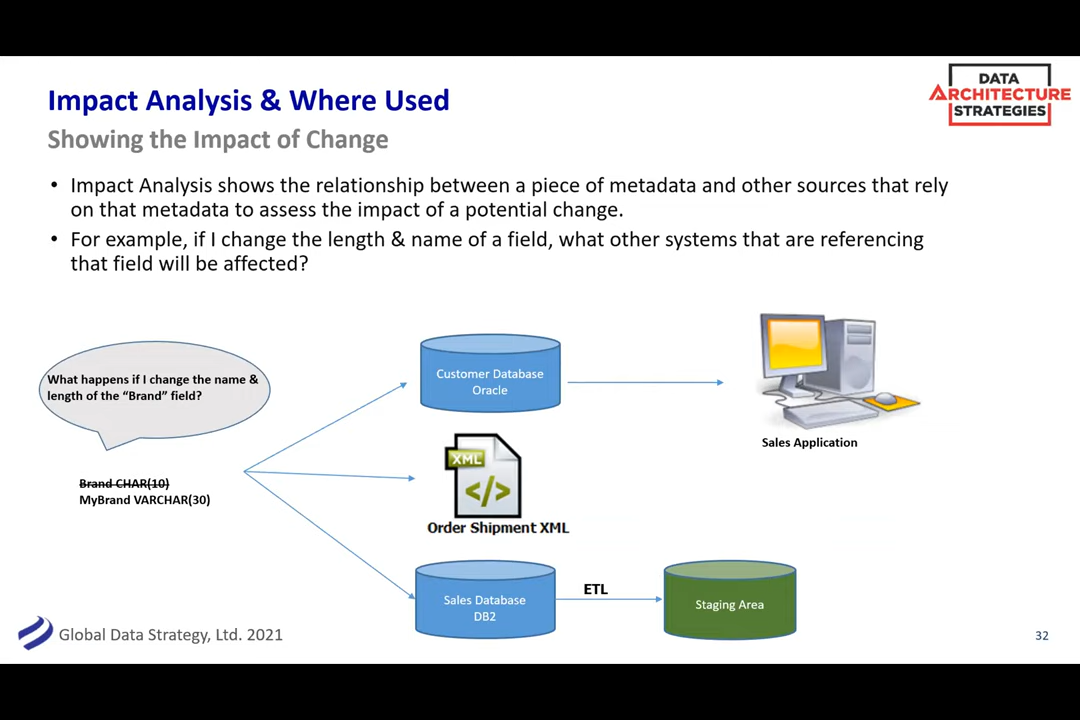 Impact Analysis & Where Used
DATA
ARCHITECTURE
STRATEGIES
Showing the Impact of Change
• Impact Analysis shows the relationship between a piece of metadata and other sources that rely
on that metadata to assess the impact of a potential change.
• For example, if I change the length & name of a field, what other systems that are referencing
that field will be affected?
What happens if I change the name &
length of the “Brand” field?
Brand CHAR(10)
MyBrand VARCHAR(30)
Customer Database
Oracle
Sales Application
XML
</>
Order Shipment XML
Sales Database
DB2
ETL
Staging Area
Global Data Strategy, Ltd. 2021
32